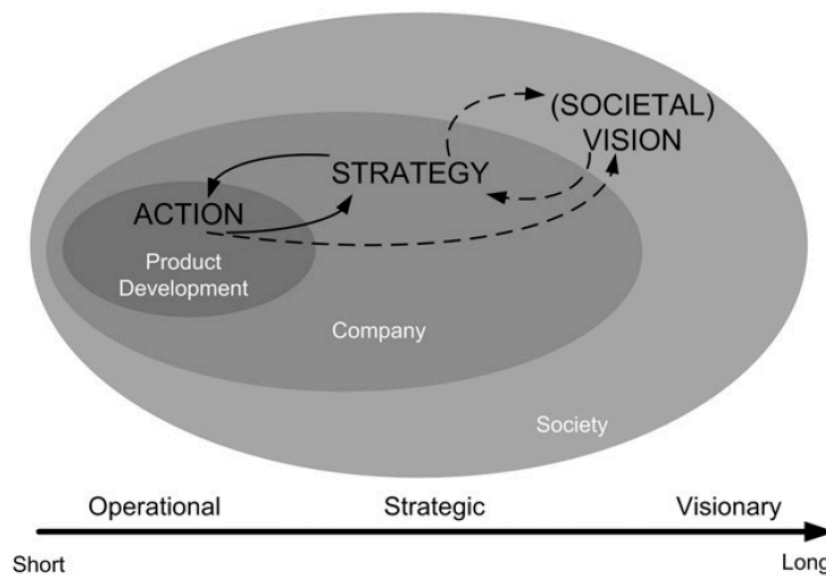 (SOCIETAL)
VISION
STRATEGY
ACTION
Product
Development
Company
Society
Operational
Strategic
Visionary
Short
Long